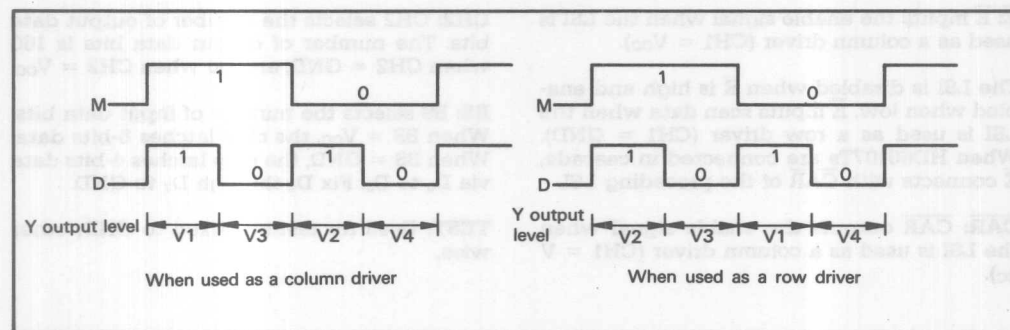 1
0
M
1
0
1
0
D
Y output level V1 V3 V2 V4
When used as a column driver
1
0
M
1
0
1
0
D
Y output
level V2 V3 V1 V4
When used as a row driver